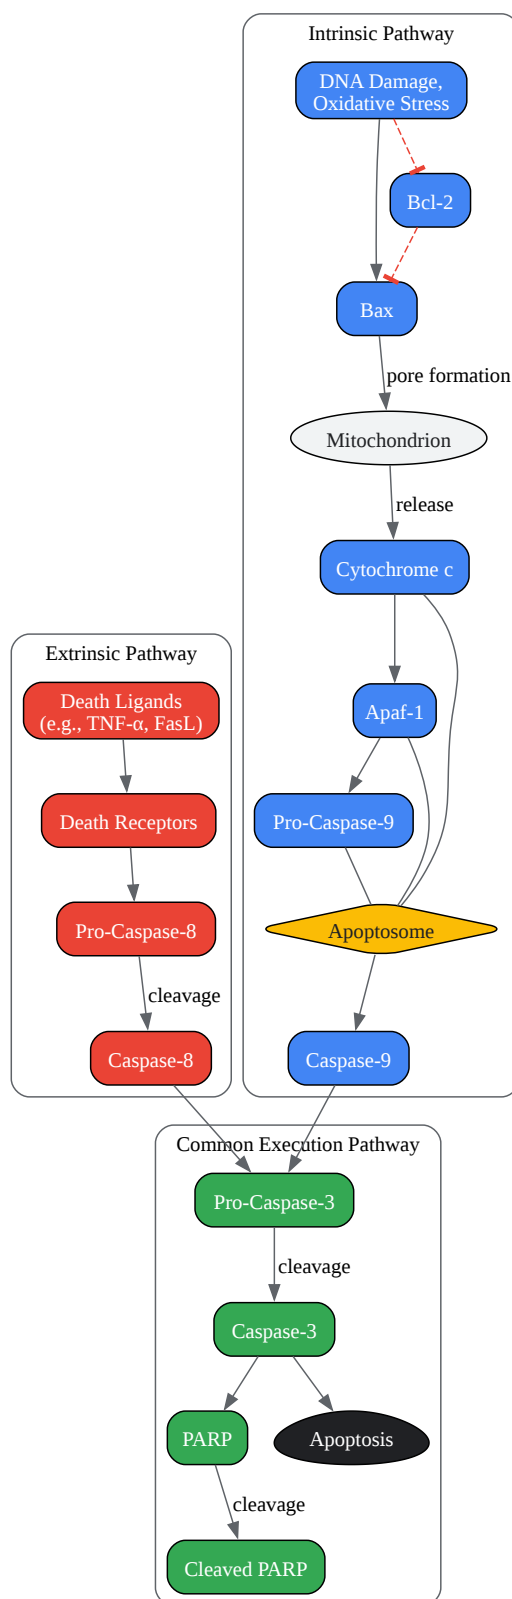 Intrinsic Pathway
DNA Damage,
Oxidative Stress
Bcl-2
Bax
pore formation
Mitochondrion
release
Cytochrome c
Apaf-1
Pro-Caspase-9
Apoptosome
Caspase-9
Extrinsic Pathway
Death Ligands
(e.g., TNF-α, FasL)
Death Receptors
Pro-Caspase-8
cleavage
Caspase-8
Common Execution Pathway
Pro-Caspase-3
cleavage
Caspase-3
PARP
Apoptosis
cleavage
Cleaved PARP